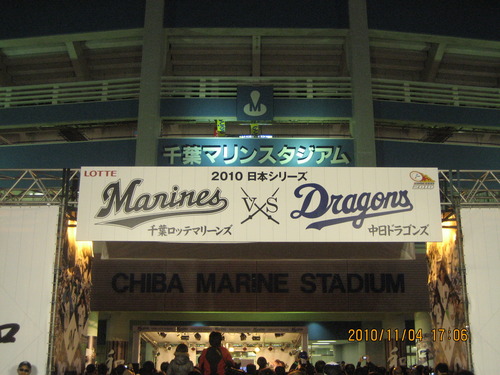 千葉マリンスタジアム
LOTTE
2010 日本シリーズ
Marines VS Dragons
千葉ロッテマリーンズ 中日ドラゴンズ
CHIBA MARINE STADIUM
2010/11/04 17:06